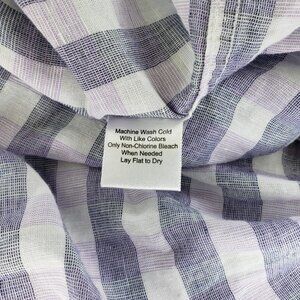 Machine Wash Cold
With Like Colors
Only Non-Chlorine Bleach
When Needed
Lay Flat to Dry